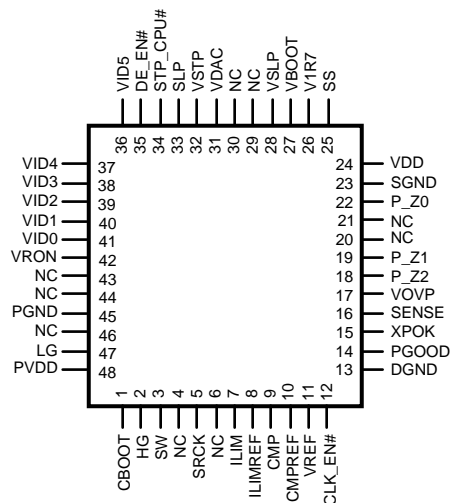 VID5
DE_EN#
STP_CPU#
SLP
VSTP
VDAC
NC
NC
VSLP
VBOOT
V1R7
SS
36
35
34
33
32
31
30
29
28
27
26
25
VID4 37
VID3 38
VID2 39
VID1 40
VID0 41
VRON 42
NC 43
NC 44
PGND 45
NC 46
LG 47
PVDD 48
24 VDD
23 SGND
22 P_Z0
21 NC
20 NC
19 P_Z1
18 P_Z2
17 VOVP
16 SENSE
15 XPOK
14 PGOOD
13 DGND
1
2
3
4
5
6
7
8
9
10
11
12
CBOOT
HG
SW
NC
SRCK
NC
ILIM
ILIMREF
CMP
CMPREF
VREF
CLK_EN#